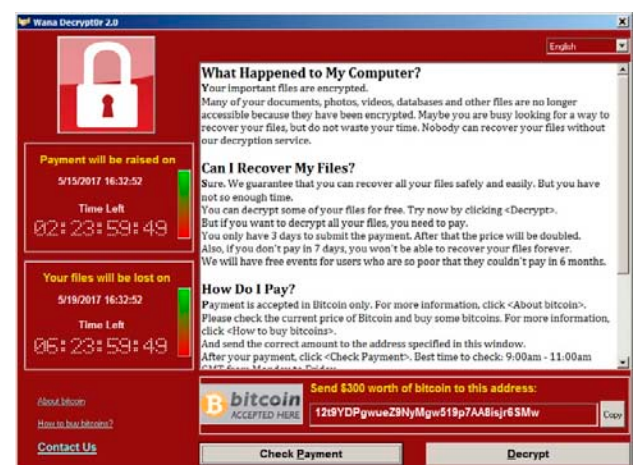 Wana Decrypt0r 2.0
English
What Happened to My Computer?
Your important files are encrypted.
Many of your documents, photos, videos, databases and other files are no longer
accessible because they have been encrypted. Maybe you are busy looking for a way to
recover your files, but do not waste your time. Nobody can recover your files without
our decryption service.
Can I Recover My Files?
Sure. We guarantee that you can recover all your files safely and easily. But you have
not so enough time.
You can decrypt some of your files for free. Try now by clicking <Decrypt>.
But if you want to decrypt all your files, you need to pay.
You only have 3 days to submit the payment. After that the price will be doubled.
Also, if you don't pay in 7 days, you won't be able to recover your files forever.
We will have free events for users who are so poor that they couldn't pay in 6 months.
How Do I Pay?
Payment is accepted in Bitcoin only. For more information, click <About bitcoin>.
Please check the current price of Bitcoin and buy some bitcoins. For more information,
click <How to buy bitcoins>.
And send the correct amount to the address specified in this window.
After your payment, click <Check Payment>. Best time to check: 9:00am - 11:00am
GMT from Monday to Friday.
Payment will be raised on
5/15/2017 16:32:52
Time Left
02:23:59:49
Your files will be lost on
5/19/2017 16:32:52
Time Left
06:23:59:49
About bitcoin
How to buy bitcoins?
Contact Us
bitcoin
ACCEPTED HERE
Send $300 worth of bitcoin to this address:
12t9YDPgwueZ9NyMgw519p7AA8isjr6SMw
Copy
Check Payment
Decrypt